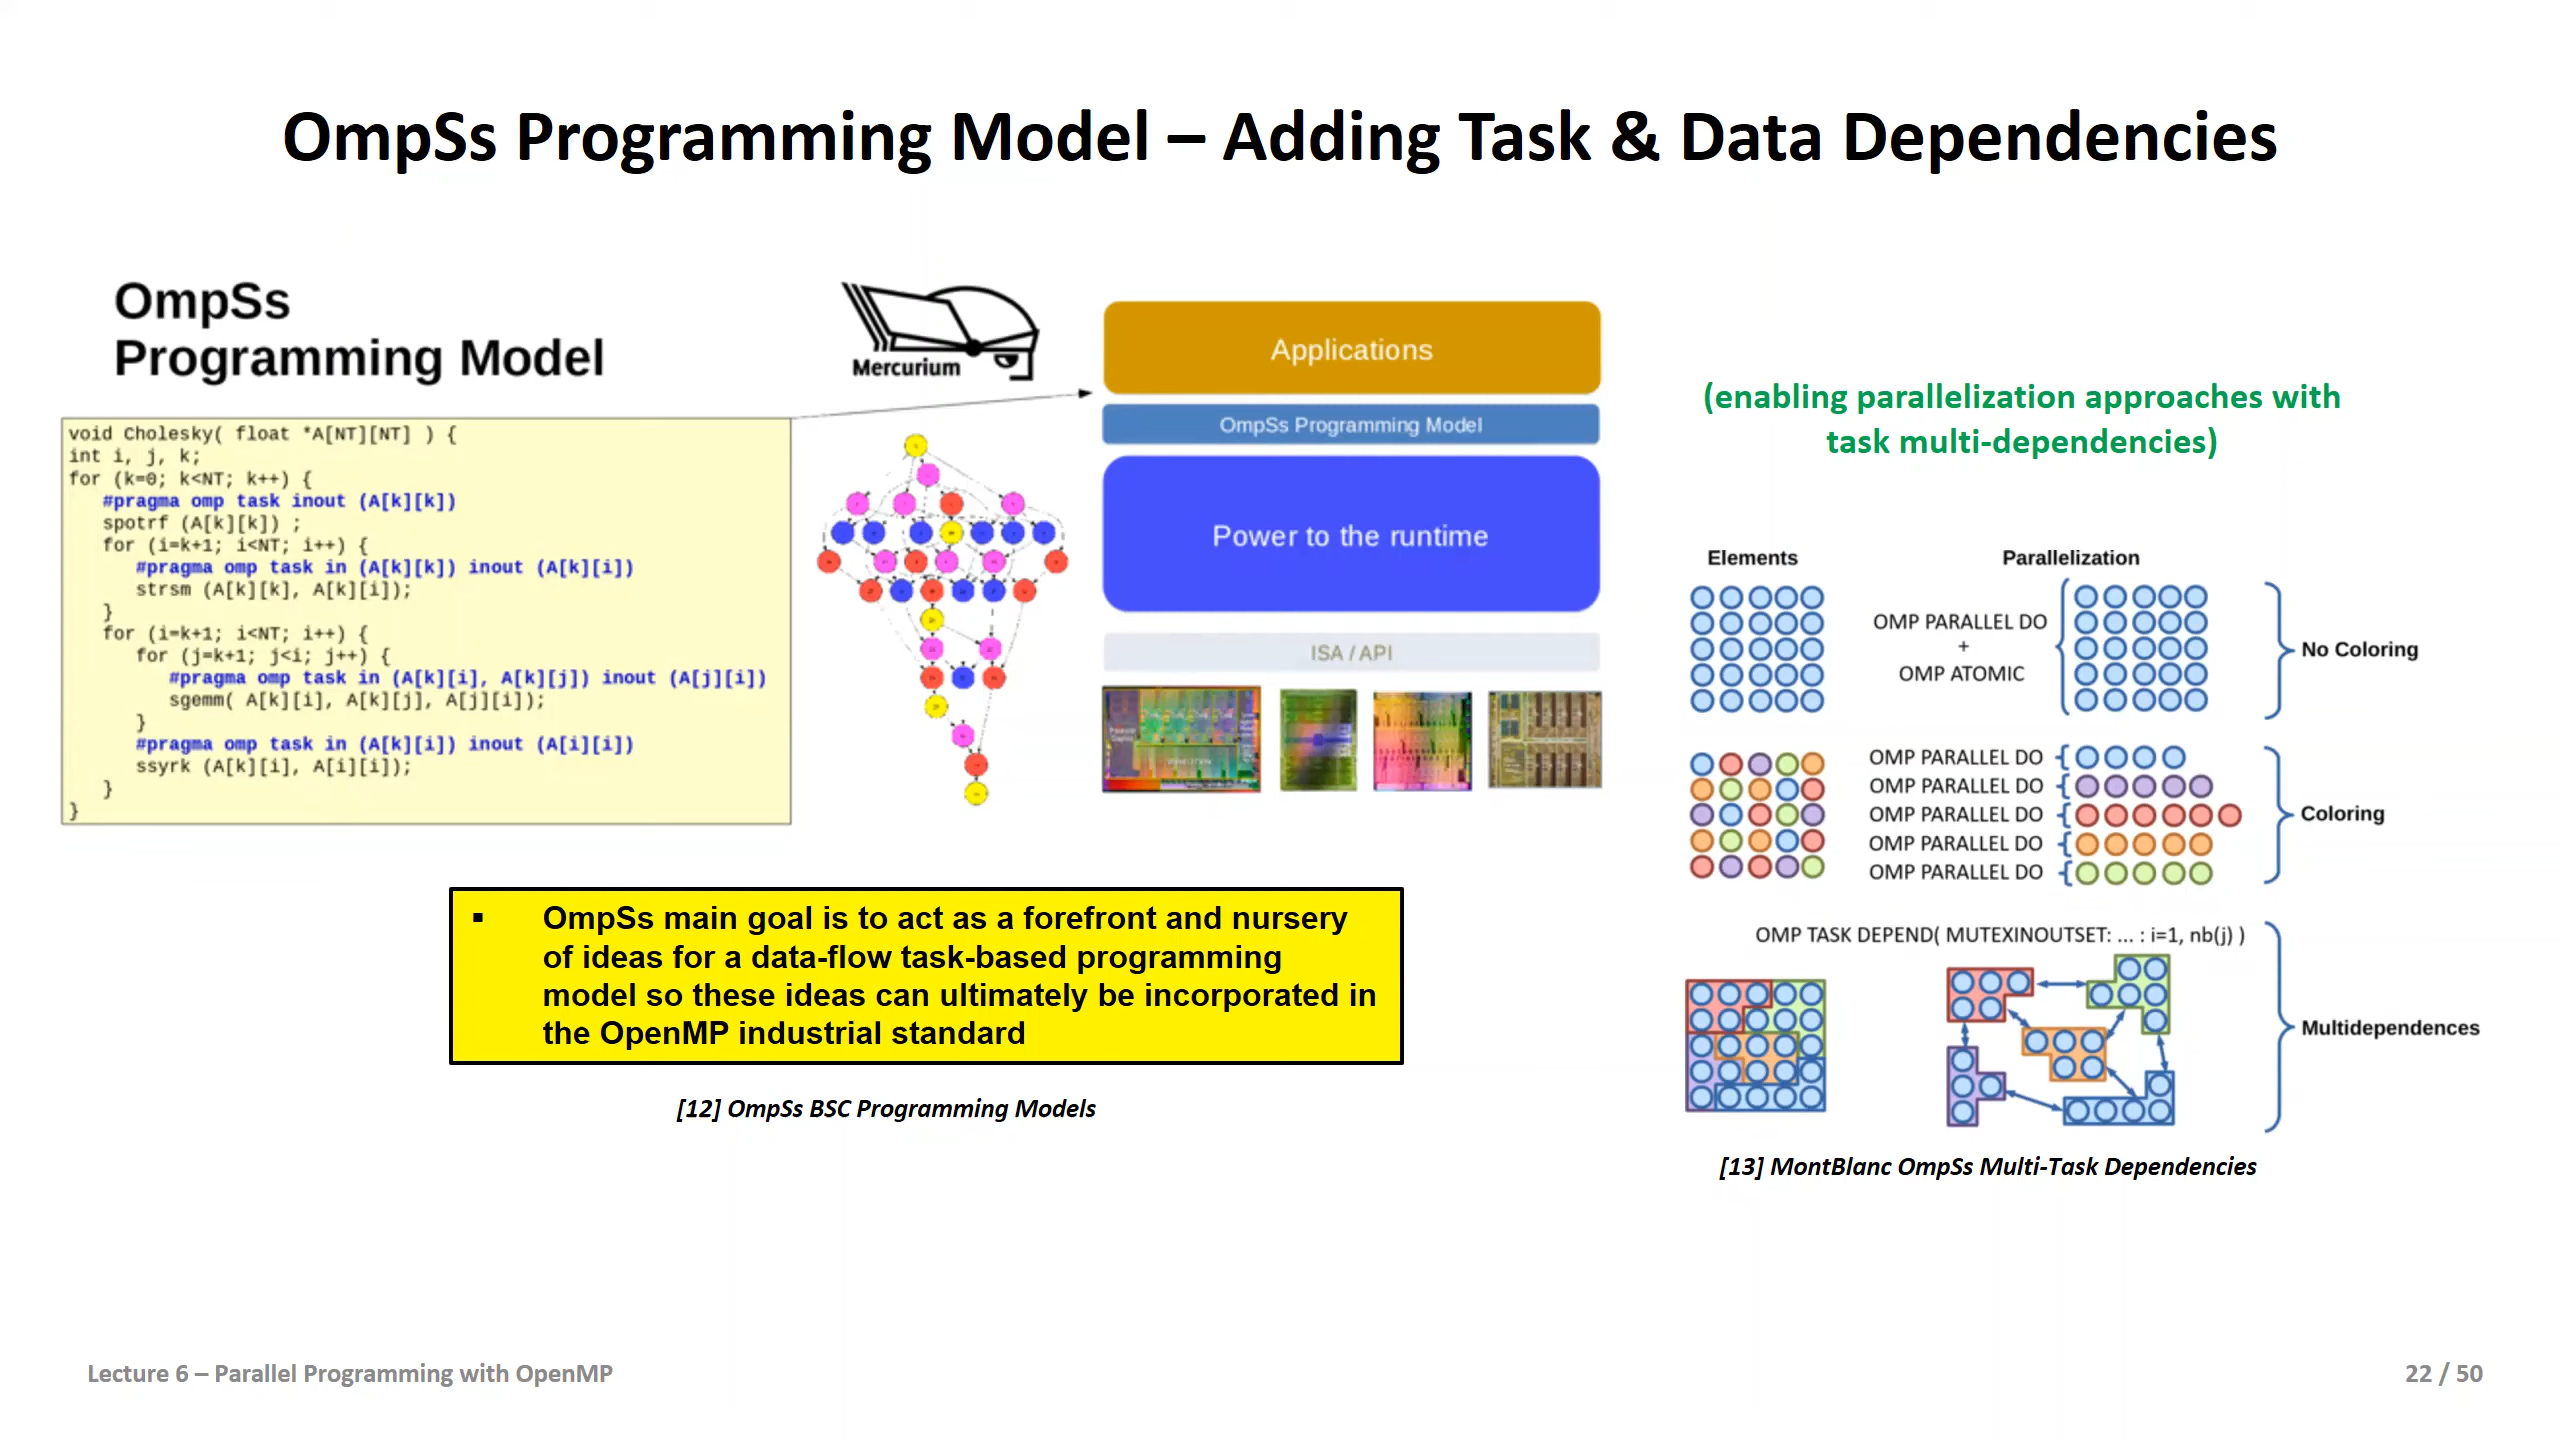 OmpSs Programming Model – Adding Task & Data Dependencies
OmpSs
Programming Model
Mercurium
void Cholesky( float *A[NT][NT] ) {
int i, j, k;
for (k=0; k<NT; k++) {
#pragma omp task inout (A[k][k])
spotrf (A[k][k]) ;
for (i=k+1; i<NT; i++) {
#pragma omp task in (A[k][k]) inout (A[k][i])
strsm (A[k][k], A[k][i]);
}
for (i=k+1; i<NT; i++) {
for (j=k+1; j<i; j++) {
#pragma omp task in (A[k][i], A[k][j]) inout (A[j][i])
sgemm( A[k][i], A[k][j], A[j][i]);
}
#pragma omp task in (A[k][i]) inout (A[i][i])
ssyrk (A[k][i], A[i][i]);
}
}
Applications
OmpSs Programming Model
Power to the runtime
ISA / API
(enabling parallelization approaches with
task multi-dependencies)
Elements
Parallelization
OMP PARALLEL DO
+
OMP ATOMIC
No Coloring
OMP PARALLEL DO
OMP PARALLEL DO
OMP PARALLEL DO
OMP PARALLEL DO
OMP PARALLEL DO
Coloring
OMP TASK DEPEND( MUTEXINOUTSET: ... : i=1, nb(j) )
Multidependences
▪ OmpSs main goal is to act as a forefront and nursery
of ideas for a data-flow task-based programming
model so these ideas can ultimately be incorporated in
the OpenMP industrial standard
[12] OmpSs BSC Programming Models
[13] MontBlanc OmpSs Multi-Task Dependencies
Lecture 6 – Parallel Programming with OpenMP
22 / 50